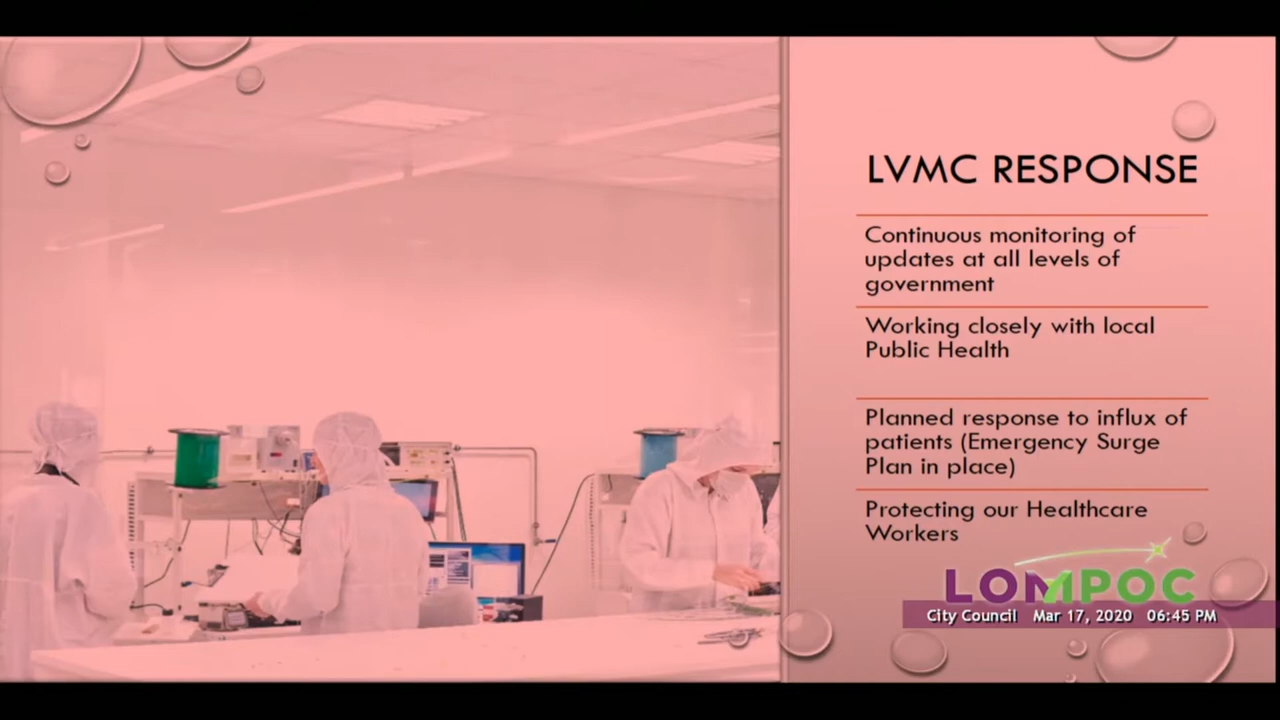 LVMC RESPONSE
Continuous monitoring of
updates at all levels of
government
Working closely with local
Public Health
Planned response to influx of
patients (Emergency Surge
Plan in place)
Protecting our Healthcare
Workers
LOMPOC
City Council Mar 17, 2020 06:45 PM